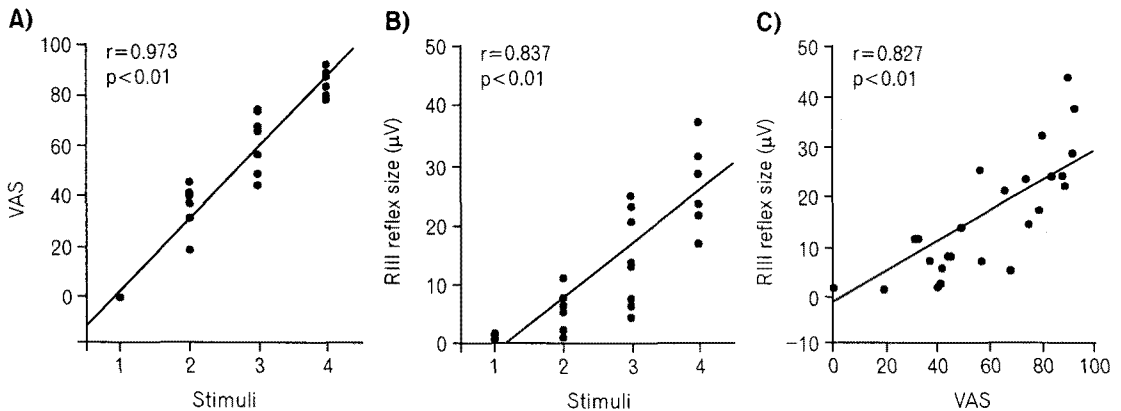 A)
r=0.973
p<0.01
VAS
100
80
60
40
20
0
1 2 3 4
Stimuli
B)
r=0.837
p<0.01
RIII reflex size (µV)
50
40
30
20
10
0
1 2 3 4
Stimuli
C)
r=0.827
p<0.01
RIII reflex size (µV)
50
40
30
20
10
0
−10
0 20 40 60 80 100
VAS